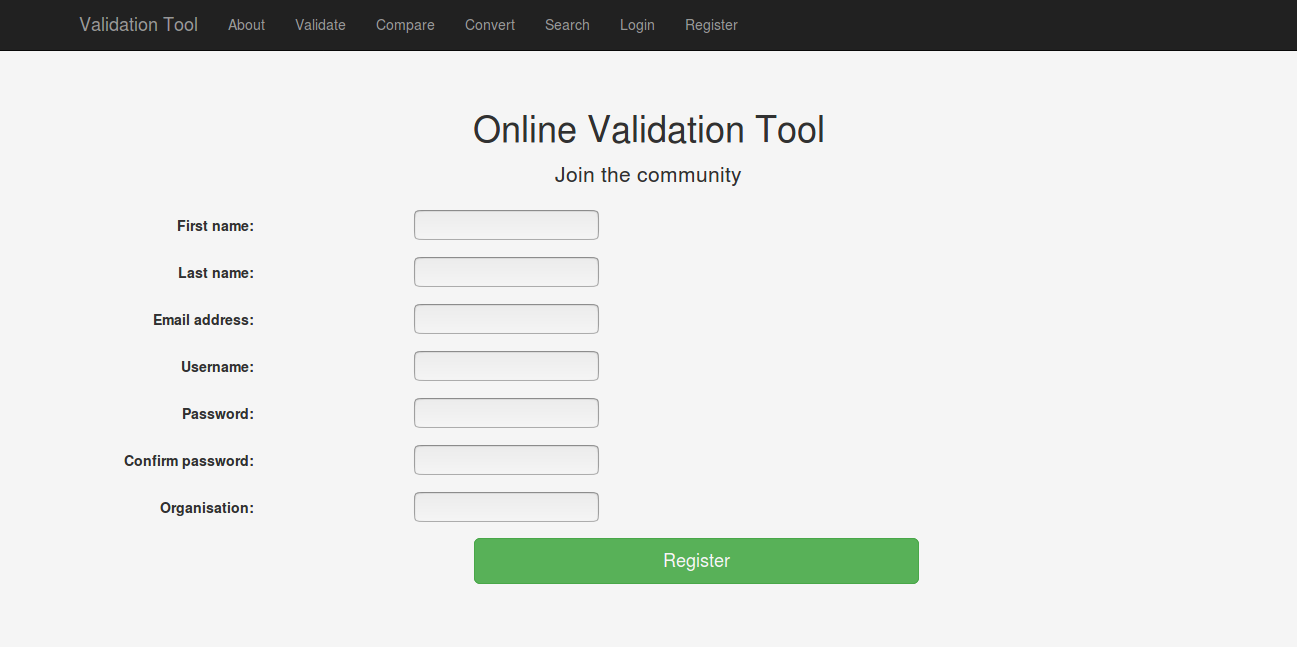 Validation Tool About Validate Compare Convert Search Login Register
Online Validation Tool
Join the community
First name:
Last name:
Email address:
Username:
Password:
Confirm password:
Organisation:
Register